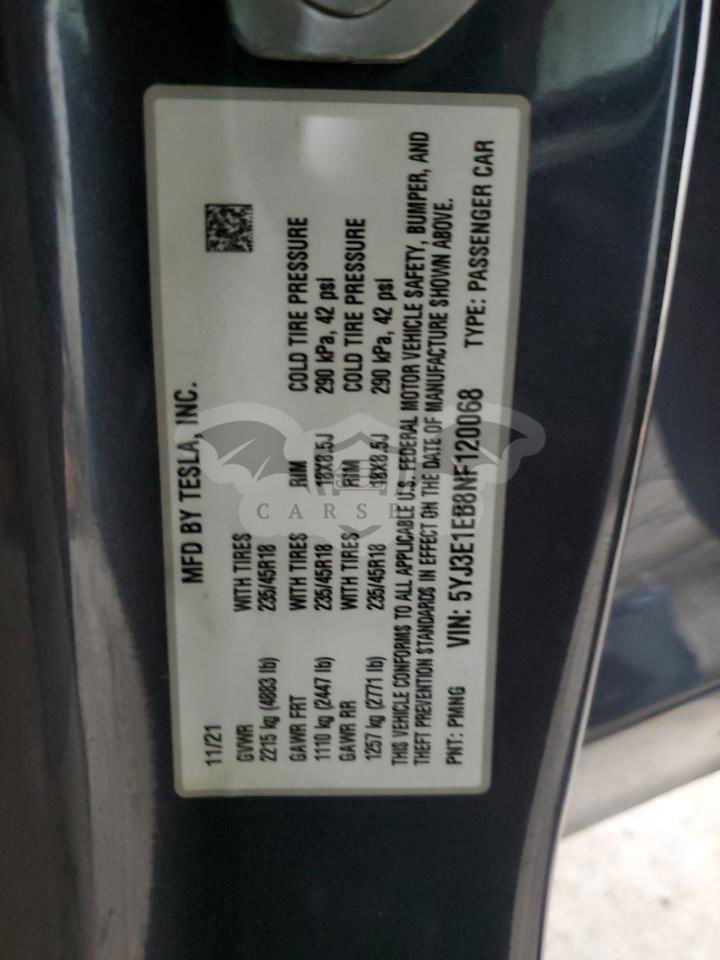 MFD BY TESLA, INC.
11/21
GVWR WITH TIRES
2215 kg (4883 lb) 235/45R18
GAWR FRT WITH TIRES RIM COLD TIRE PRESSURE
1110 kg (2447 lb) 235/45R18 18X8.5J 290 kPa, 42 psi
GAWR RR WITH TIRES RIM COLD TIRE PRESSURE
1257 kg (2771 lb) 235/45R18 18X8.5J 290 kPa, 42 psi
THIS VEHICLE CONFORMS TO ALL APPLICABLE U.S. FEDERAL MOTOR VEHICLE SAFETY, BUMPER, AND
THEFT PREVENTION STANDARDS IN EFFECT ON THE DATE OF MANUFACTURE SHOWN ABOVE.
PNT: PMNG VIN: 5YJ3E1EB8NF120068 TYPE: PASSENGER CAR